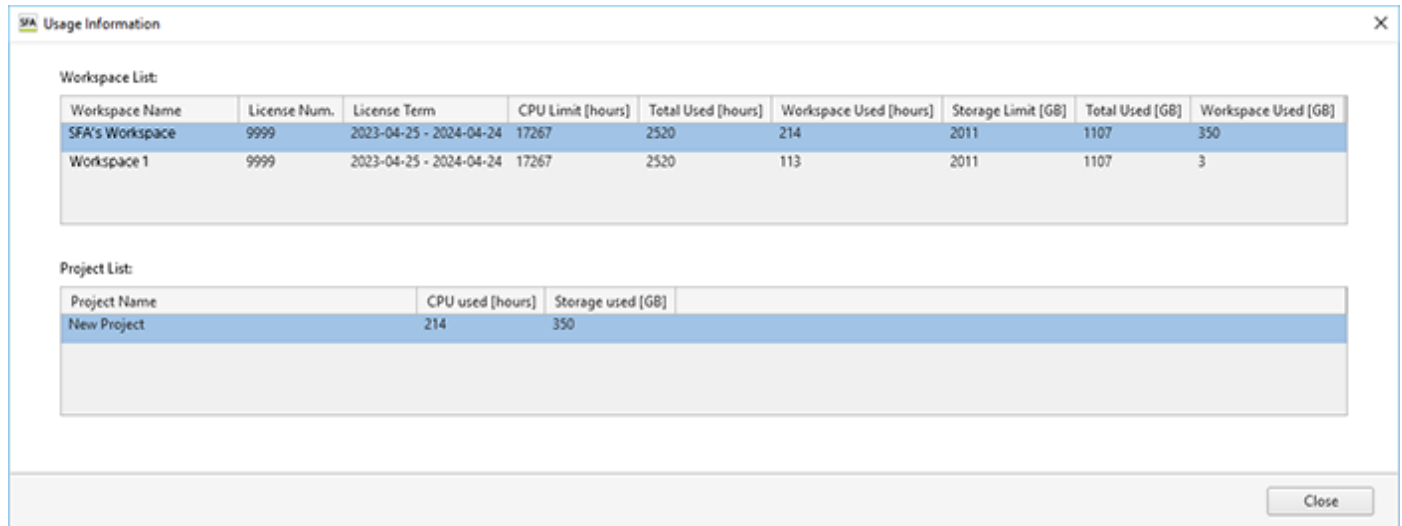 SFA Usage Information
Workspace List:
Workspace Name License Num. License Term CPU Limit [hours] Total Used [hours] Workspace Used [hours] Storage Limit [GB] Total Used [GB] Workspace Used [GB]
SFA's Workspace 9999 2023-04-25 - 2024-04-24 17267 2520 214 2011 1107 350
Workspace 1 9999 2023-04-25 - 2024-04-24 17267 2520 113 2011 1107 3
Project List:
Project Name CPU used [hours] Storage used [GB]
New Project 214 350
Close